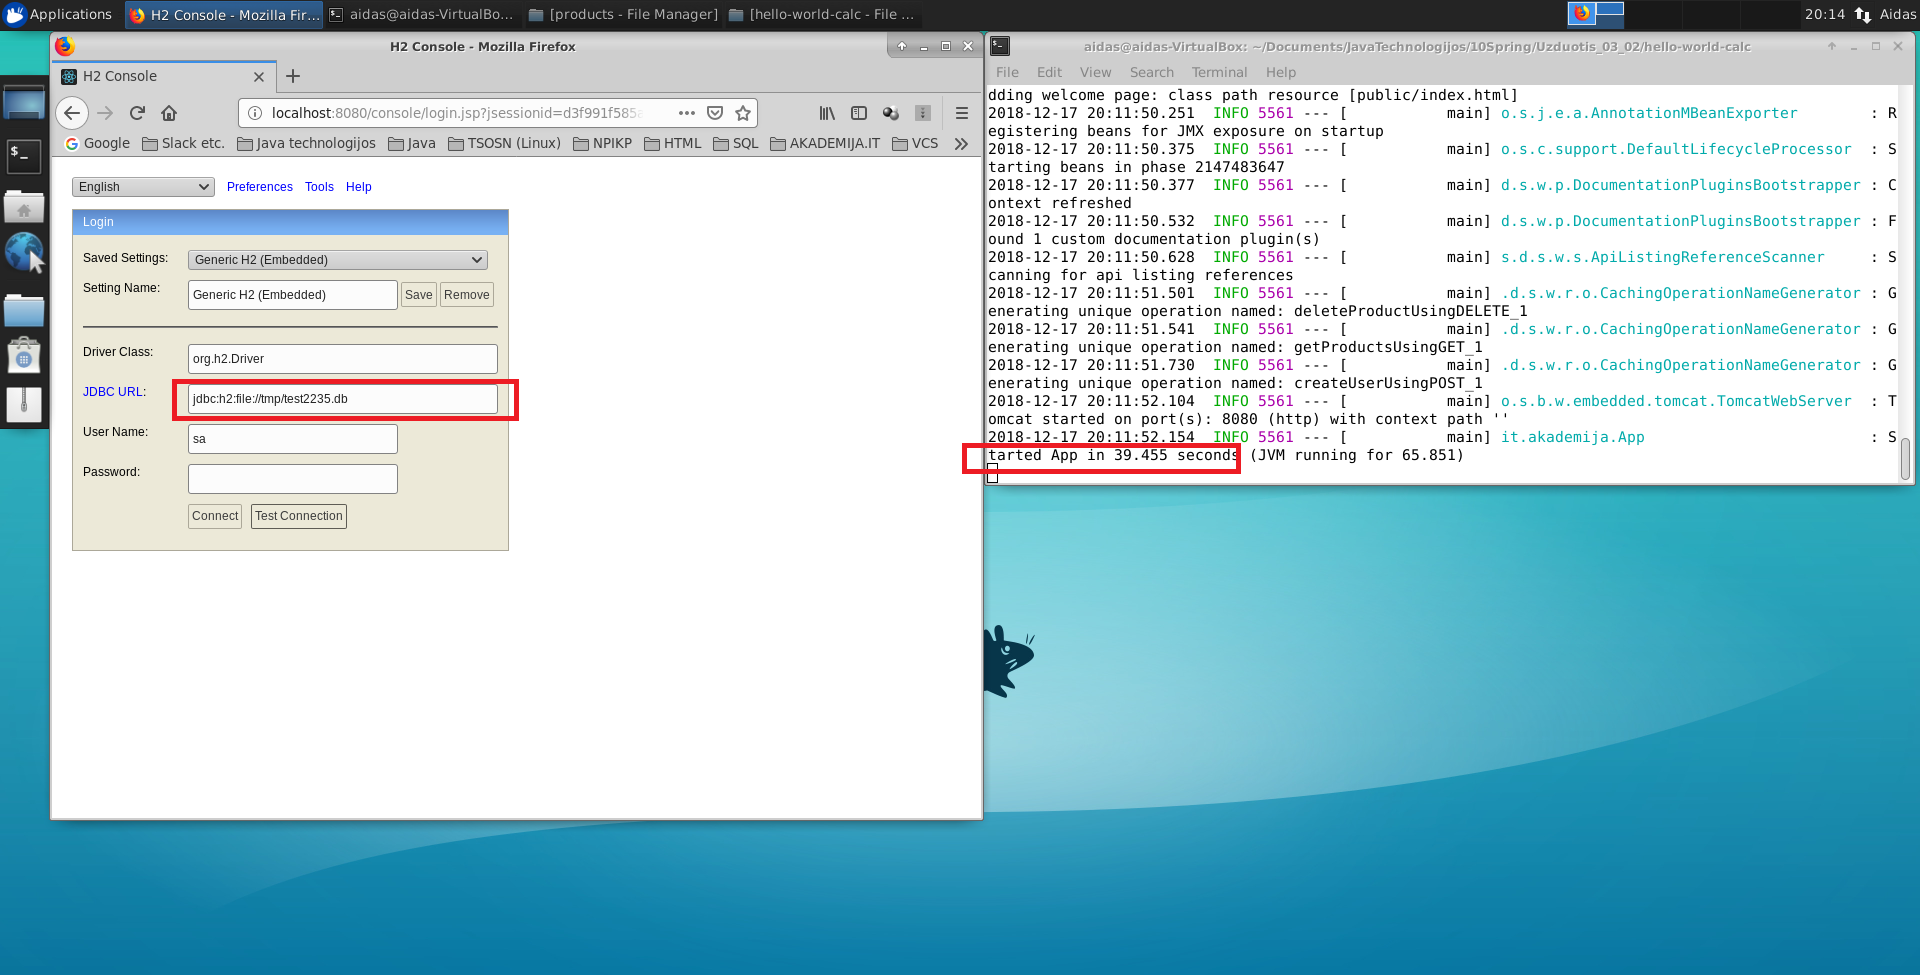 Applications
H2 Console - Mozilla Fir...
aidas@aidas-VirtualBo...
[products - File Manager]
[hello-world-calc - File ...
20:14
Aidas
H2 Console - Mozilla Firefox
H2 Console
localhost:8080/console/login.jsp?jsessionid=d3f991f585a
Google
Slack etc.
Java technologijos
Java
TSOSN (Linux)
NPIKP
HTML
SQL
AKADEMIJA.IT
VCS
English
Preferences
Tools
Help
Login
Saved Settings:
Generic H2 (Embedded)
Setting Name:
Generic H2 (Embedded)
Save
Remove
Driver Class:
org.h2.Driver
JDBC URL:
jdbc:h2:file://tmp/test2235.db
User Name:
sa
Password:
Connect
Test Connection
aidas@aidas-VirtualBox: ~/Documents/JavaTechnologijos/10Spring/Uzduotis_03_02/hello-world-calc
File Edit View Search Terminal Help
dding welcome page: class path resource [public/index.html]
2018-12-17 20:11:50.251  INFO 5561 --- [           main] o.s.j.e.a.AnnotationMBeanExporter        : R
egistering beans for JMX exposure on startup
2018-12-17 20:11:50.375  INFO 5561 --- [           main] o.s.c.support.DefaultLifecycleProcessor  : S
tarting beans in phase 2147483647
2018-12-17 20:11:50.377  INFO 5561 --- [           main] d.s.w.p.DocumentationPluginsBootstrapper : C
ontext refreshed
2018-12-17 20:11:50.532  INFO 5561 --- [           main] d.s.w.p.DocumentationPluginsBootstrapper : F
ound 1 custom documentation plugin(s)
2018-12-17 20:11:50.628  INFO 5561 --- [           main] s.d.s.w.s.ApiListingReferenceScanner     : S
canning for api listing references
2018-12-17 20:11:51.501  INFO 5561 --- [           main] .d.s.w.r.o.CachingOperationNameGenerator : G
enerating unique operation named: deleteProductUsingDELETE_1
2018-12-17 20:11:51.541  INFO 5561 --- [           main] .d.s.w.r.o.CachingOperationNameGenerator : G
enerating unique operation named: getProductsUsingGET_1
2018-12-17 20:11:51.730  INFO 5561 --- [           main] .d.s.w.r.o.CachingOperationNameGenerator : G
enerating unique operation named: createUserUsingPOST_1
2018-12-17 20:11:52.104  INFO 5561 --- [           main] o.s.b.w.embedded.tomcat.TomcatWebServer  : T
omcat started on port(s): 8080 (http) with context path ''
2018-12-17 20:11:52.154  INFO 5561 --- [           main] it.akademija.App                         : S
tarted App in 39.455 seconds (JVM running for 65.851)